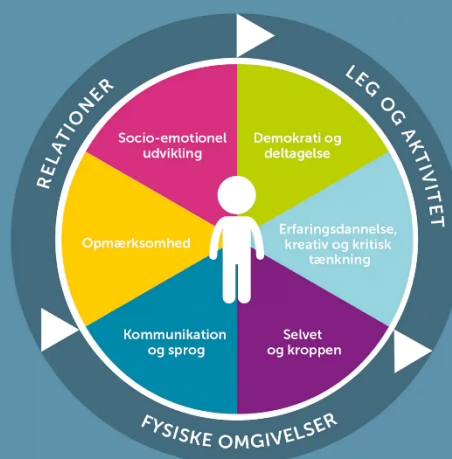 RELATIONER
LEG OG AKTIVITET
Socio-emotionel
udvikling
Demokrati og
deltagelse
Opmærksomhed
Erfaringsdannelse,
kreativ og kritisk
tænkning
Kommunikation
og sprog
Selvet
og kroppen
FYSISKE OMGIVELSER